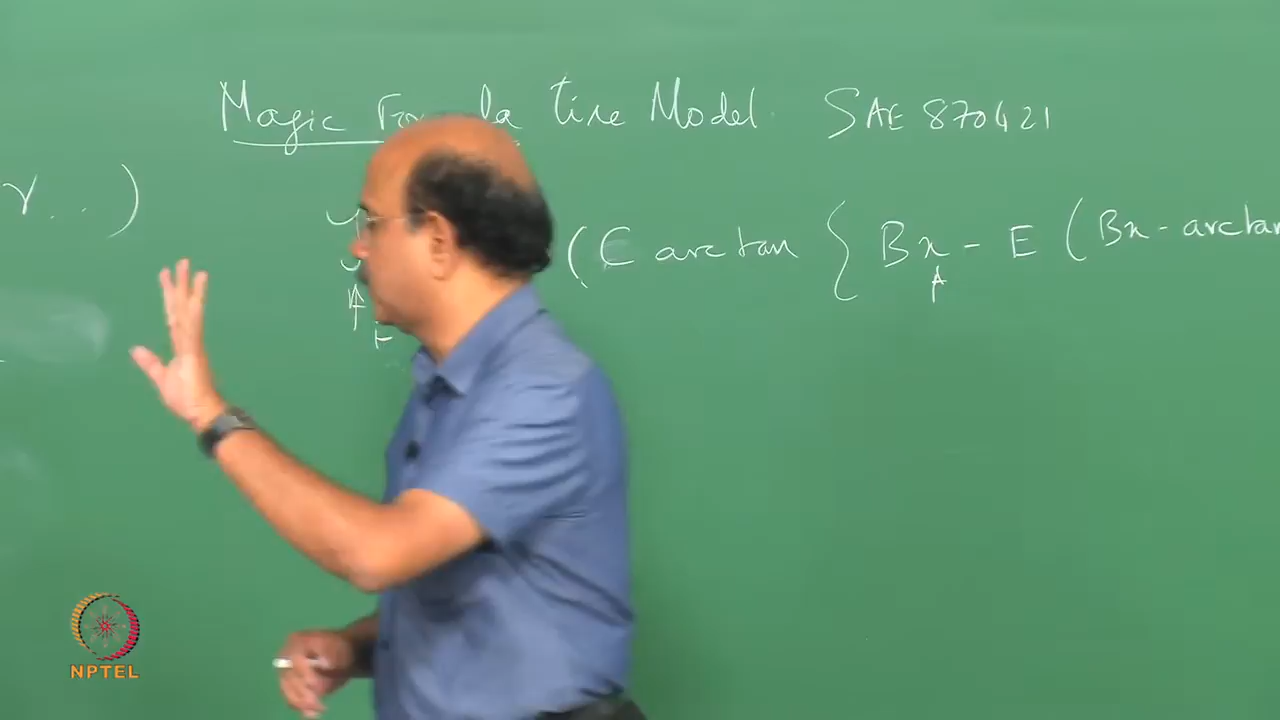 Magic Fo la tire Model. SAE 870421
γ . . )
y ( C arctan { Bx - E ( Bx - arctan
F
NPTEL